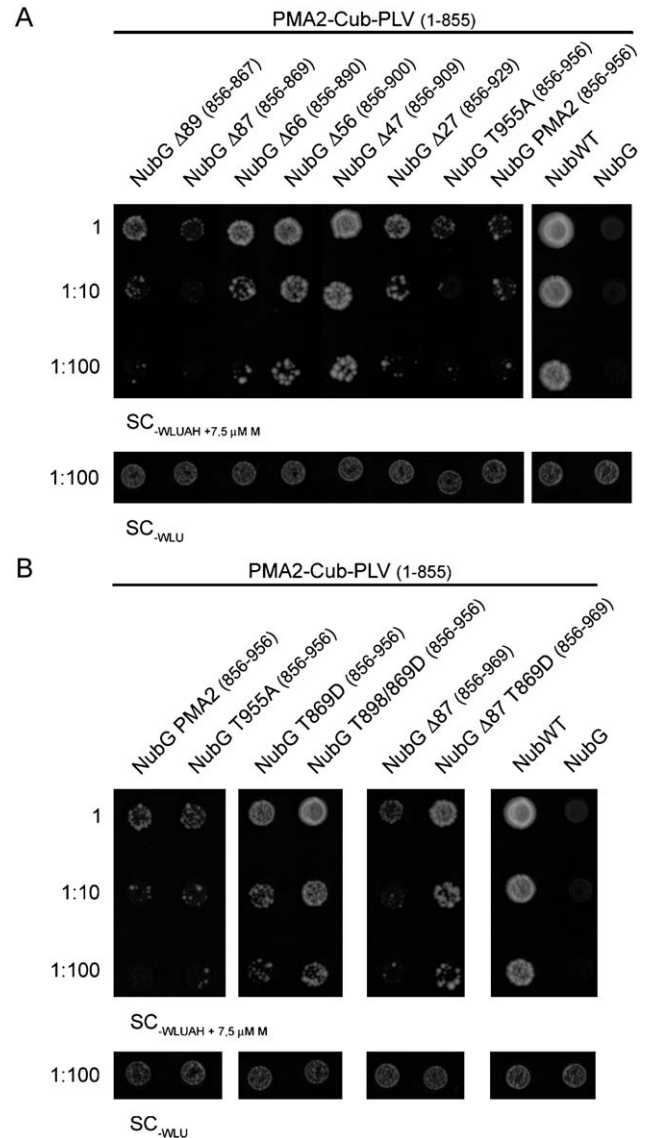 A
PMA2-Cub-PLV (1-855)
NubG Δ89 (856-867)
NubG Δ87 (856-869)
NubG Δ66 (856-890)
NubG Δ56 (856-900)
NubG Δ47 (856-909)
NubG Δ27 (856-929)
NubG T955A (856-956)
NubG PMA2 (856-956)
NubWT
NubG
1
1:10
1:100
SC-WLUAH +7,5 μM M
1:100
SC-WLU
B
PMA2-Cub-PLV (1-855)
NubG PMA2 (856-956)
NubG T955A (856-956)
NubG T869D (856-956)
NubG T898/869D (856-956)
NubG Δ87 (856-969)
NubG Δ87 T869D (856-969)
NubWT
NubG
1
1:10
1:100
SC-WLUAH + 7,5 μM M
1:100
SC-WLU